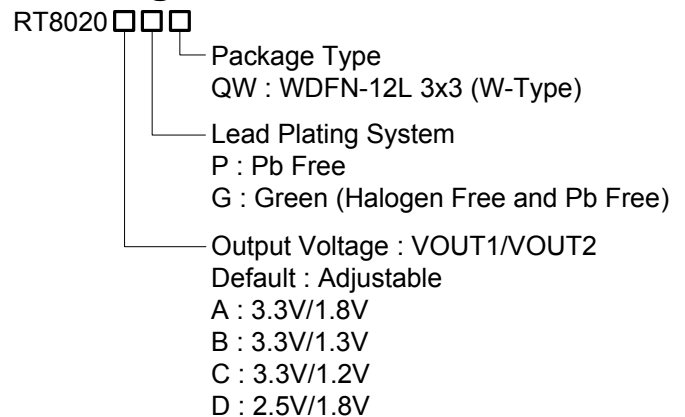 RT8020
Package Type
QW : WDFN-12L 3x3 (W-Type)
Lead Plating System
P : Pb Free
G : Green (Halogen Free and Pb Free)
Output Voltage : VOUT1/VOUT2
Default : Adjustable
A : 3.3V/1.8V
B : 3.3V/1.3V
C : 3.3V/1.2V
D : 2.5V/1.8V